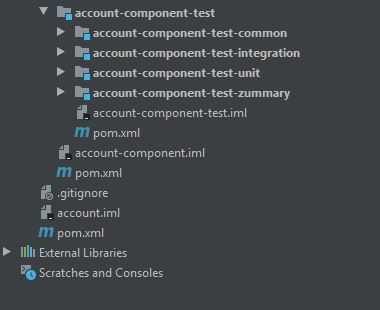 account-component-test
account-component-test-common
account-component-test-integration
account-component-test-unit
account-component-test-zummary
account-component-test.iml
pom.xml
account-component.iml
pom.xml
.gitignore
account.iml
pom.xml
External Libraries
Scratches and Consoles